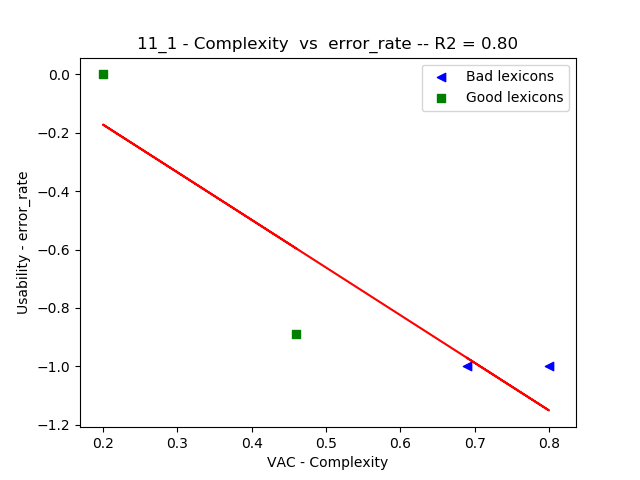 11_1 - Complexity  vs  error_rate -- R2 = 0.80
Bad lexicons
Good lexicons
Usability - error_rate
0.0
−0.2
−0.4
−0.6
−0.8
−1.0
−1.2
0.2 0.3 0.4 0.5 0.6 0.7 0.8
VAC - Complexity